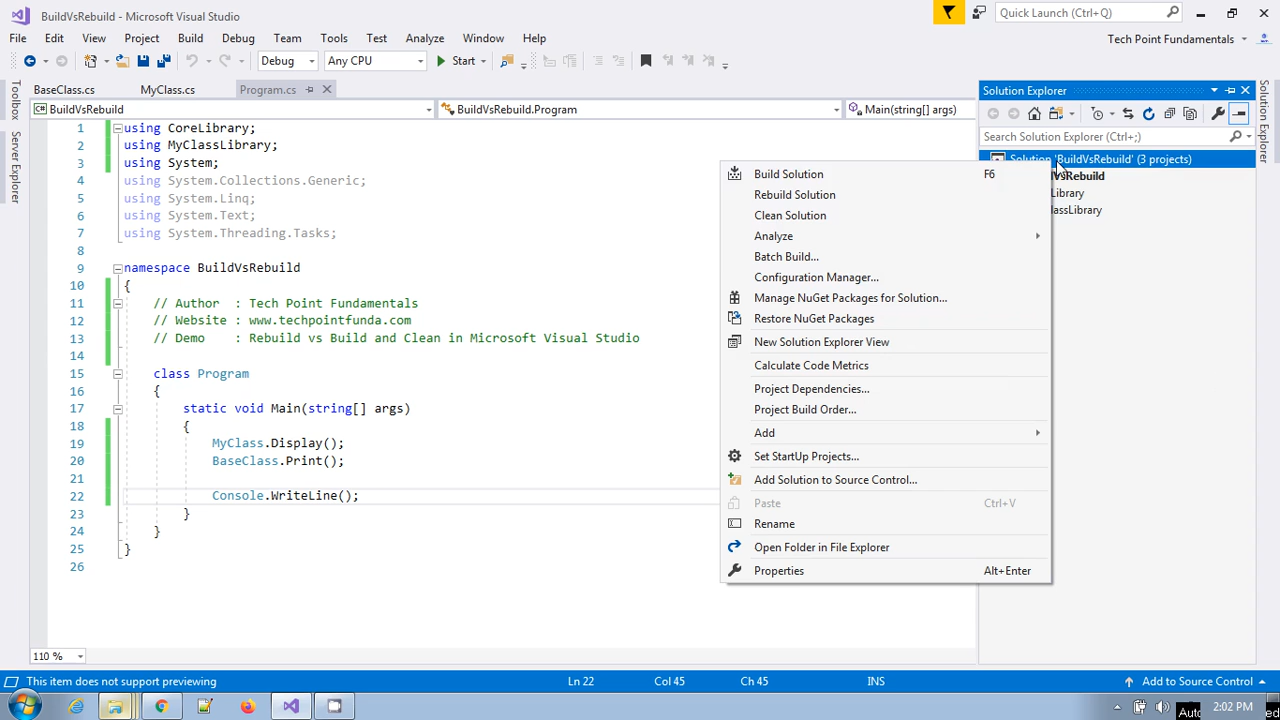 BuildVsRebuild - Microsoft Visual Studio
Quick Launch (Ctrl+Q)
File Edit View Project Build Debug Team Tools Test Analyze Window Help
Tech Point Fundamentals
Debug Any CPU Start
BaseClass.cs MyClass.cs Program.cs
BuildVsRebuild BuildVsRebuild.Program Main(string[] args)
Toolbox
Server Explorer
1 using CoreLibrary;
2 using MyClassLibrary;
3 using System;
4 using System.Collections.Generic;
5 using System.Linq;
6 using System.Text;
7 using System.Threading.Tasks;
8
9 namespace BuildVsRebuild
10 {
11 // Author : Tech Point Fundamentals
12 // Website : www.techpointfunda.com
13 // Demo : Rebuild vs Build and Clean in Microsoft Visual Studio
14
15 class Program
16 {
17 static void Main(string[] args)
18 {
19 MyClass.Display();
20 BaseClass.Print();
21
22 Console.WriteLine();
23 }
24 }
25 }
26
Build Solution F6
Rebuild Solution
Clean Solution
Analyze
Batch Build...
Configuration Manager...
Manage NuGet Packages for Solution...
Restore NuGet Packages
New Solution Explorer View
Calculate Code Metrics
Project Dependencies...
Project Build Order...
Add
Set StartUp Projects...
Add Solution to Source Control...
Paste Ctrl+V
Rename
Open Folder in File Explorer
Properties Alt+Enter
Solution Explorer
Search Solution Explorer (Ctrl+;)
Solution 'BuildVsRebuild' (3 projects)
VsRebuild
Library
assLibrary
Solution Explorer
Properties
110 %
This item does not support previewing Ln 22 Col 45 Ch 45 INS Add to Source Control
2:02 PM